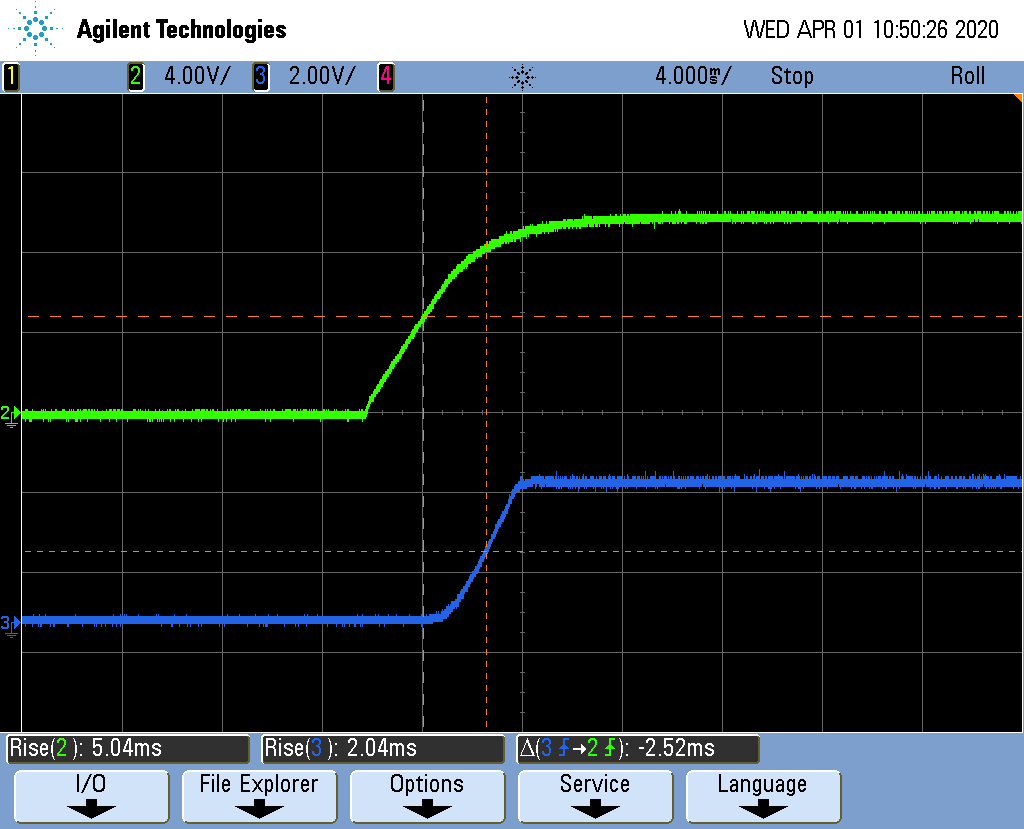 Agilent Technologies WED APR 01 10:50:26 2020
1 2 4.00V/ 3 2.00V/ 4 4.000ms/ Stop Roll
2
3
Rise(2): 5.04ms Rise(3): 2.04ms Δ(3→2): -2.52ms
I/O File Explorer Options Service Language